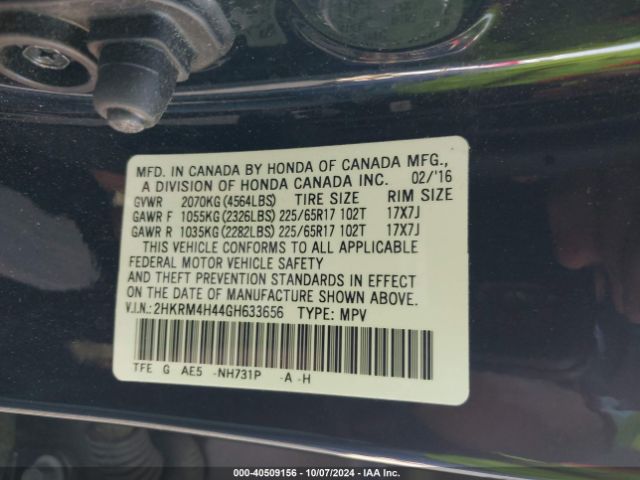 MFD. IN CANADA BY HONDA OF CANADA MFG.,
A DIVISION OF HONDA CANADA INC. 02/'16
GVWR 2070KG(4564LBS) TIRE SIZE RIM SIZE
GAWR F 1055KG(2326LBS) 225/65R17 102T 17X7J
GAWR R 1035KG(2282LBS) 225/65R17 102T 17X7J
THIS VEHICLE CONFORMS TO ALL APPLICABLE
FEDERAL MOTOR VEHICLE SAFETY
AND THEFT PREVENTION STANDARDS IN EFFECT
ON THE DATE OF MANUFACTURE SHOWN ABOVE.
V.I.N.:2HKRM4H44GH633656 TYPE: MPV
TFE G AE5 -NH731P -A -H
000-40509156 - 10/07/2024 - IAA Inc.